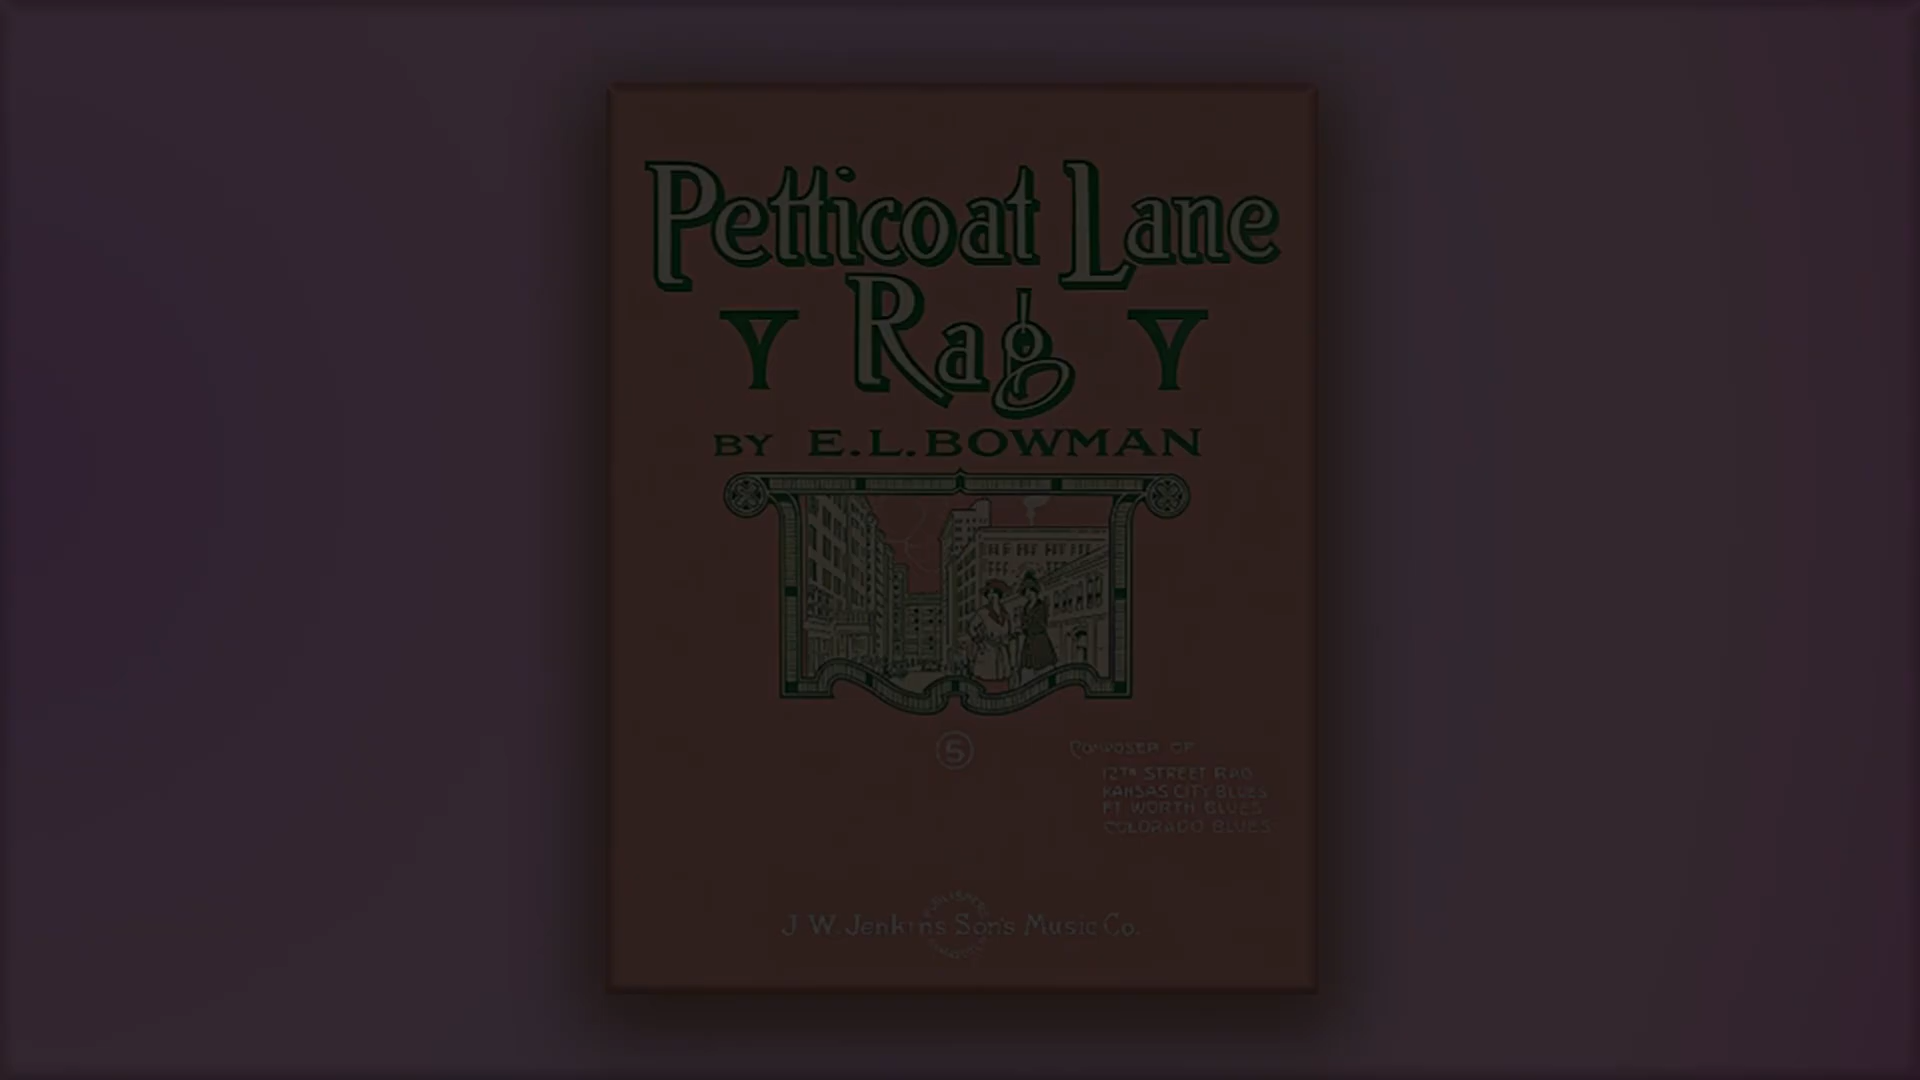 Petticoat Lane
Rag
BY E.L.BOWMAN
5
COMPOSER OF
12TH STREET RAG
KANSAS CITY BLUES
FT WORTH BLUES
COLORADO BLUES
J.W.Jenkins Son's Music Co.